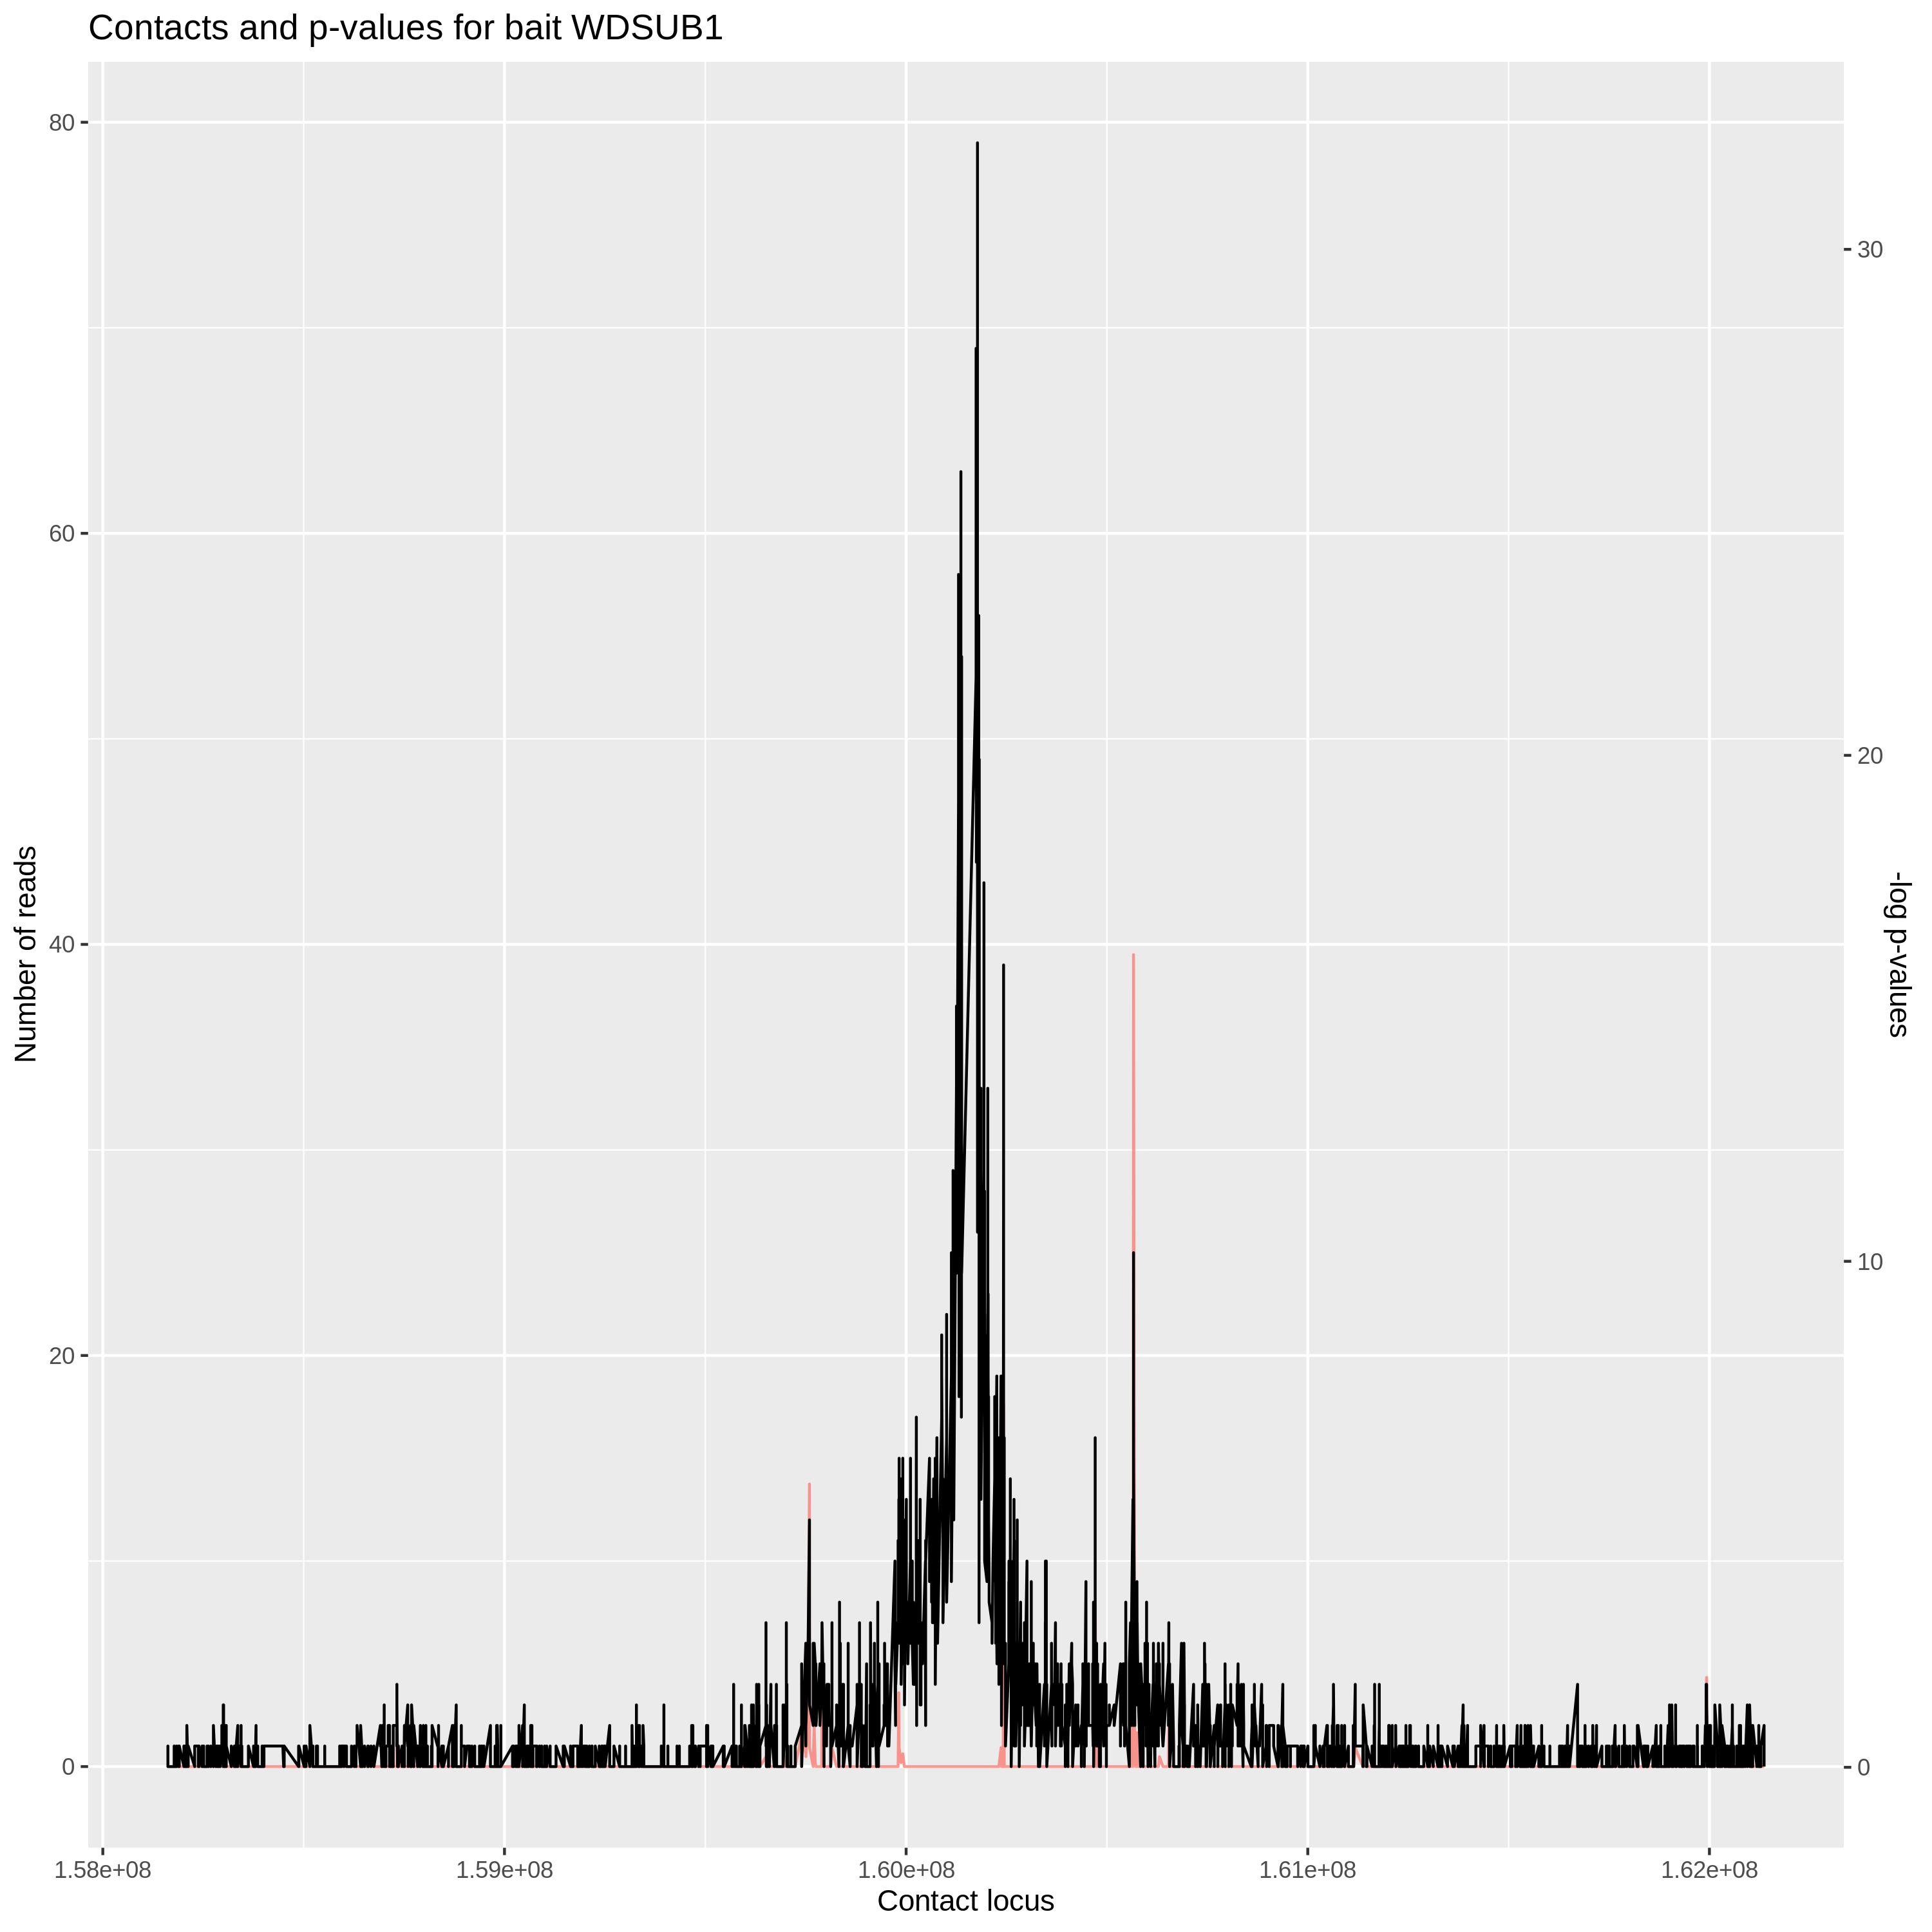 Contacts and p-values for bait WDSUB1
80
60
40
20
0
30
20
10
0
Number of reads
-log p-values
1.58e+08 1.59e+08 1.60e+08 1.61e+08 1.62e+08
Contact locus